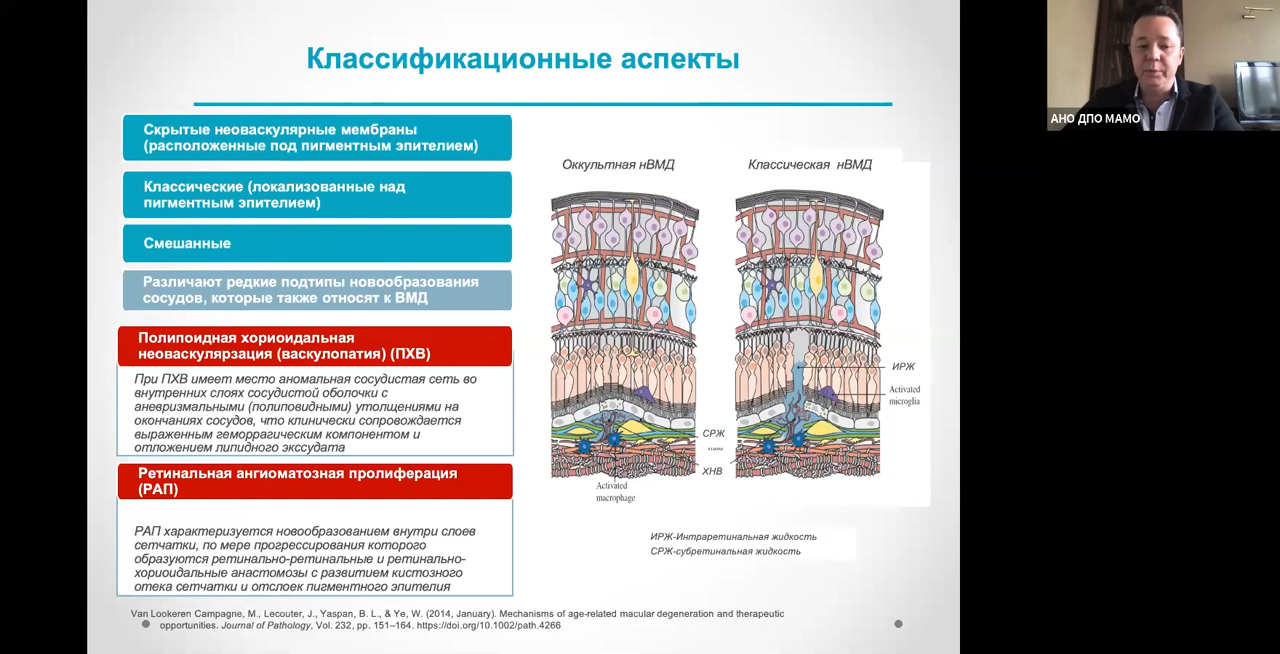 Классификационные аспекты
АНО ДПО МАМО
Скрытые неоваскулярные мембраны
(расположенные под пигментным эпителием)
Классические (локализованные над
пигментным эпителием)
Смешанные
Различают редкие подтипы новообразования
сосудов, которые также относят к ВМД
Полипоидная хориоидальная
неоваскулярзация (васкулопатия) (ПХВ)
При ПХВ имеет место аномальная сосудистая сеть во
внутренних слоях сосудистой оболочки с
аневризмальными (полиповидными) утолщениями на
окончаниях сосудов, что клинически сопровождается
выраженным геморрагическим компонентом и
отложением липидного экссудата
Ретинальная ангиоматозная пролиферация
(РАП)
РАП характеризуется новообразованием внутри слоев
сетчатки, по мере прогрессирования которого
образуются ретинально-ретинальные и ретинально-
хориоидальные анастомозы с развитием кистозного
отека сетчатки и отслоек пигментного эпителия
Оккультная нВМД
Классическая нВМД
ИРЖ
Activated
microglia
СРЖ
ХНВ
Activated
macrophage
ИРЖ-Интраретинальная жидкость
СРЖ-субретинальная жидкость
Van Lookeren Campagne, M., Lecouter, J., Yaspan, B. L., & Ye, W. (2014, January). Mechanisms of age-related macular degeneration and therapeutic
opportunities. Journal of Pathology, Vol. 232, pp. 151–164. https://doi.org/10.1002/path.4266